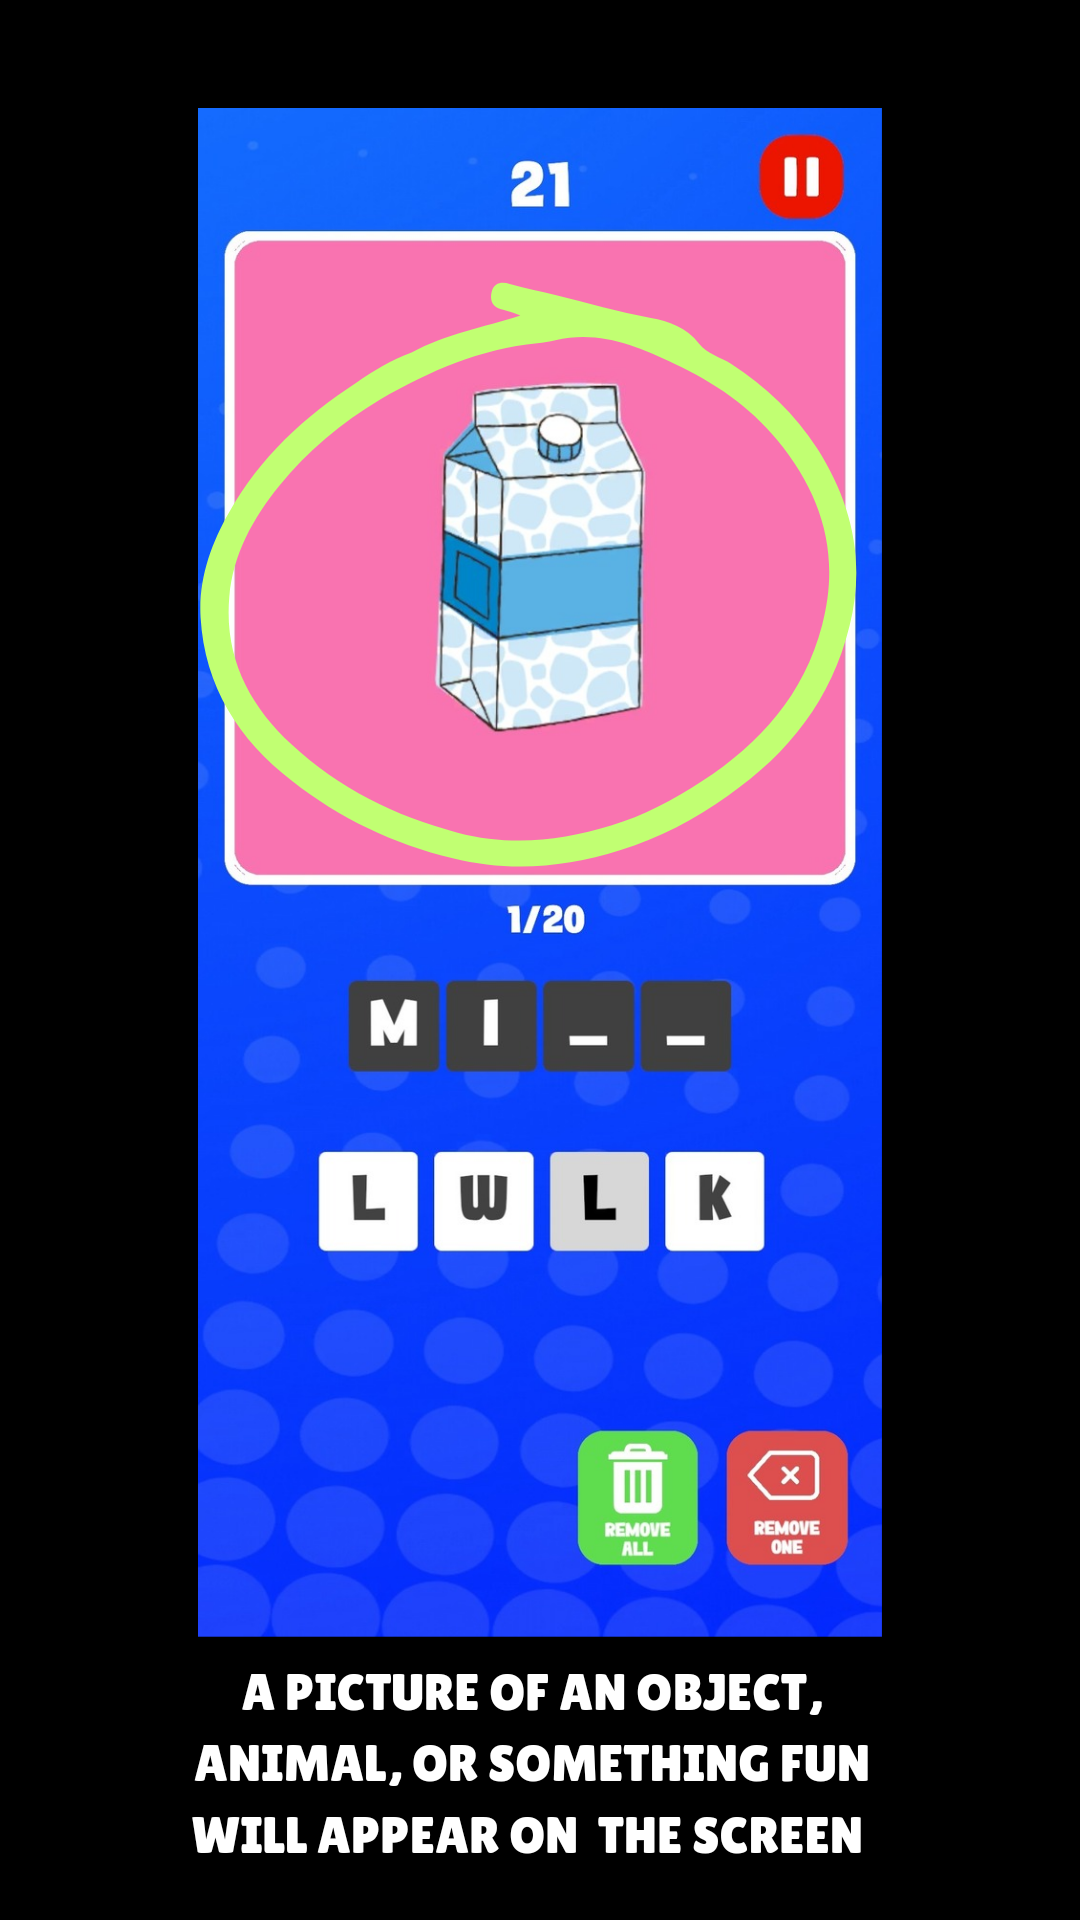 21
1/20
M I _ _
L W L K
REMOVE ALL
REMOVE ONE
A PICTURE OF AN OBJECT,
ANIMAL, OR SOMETHING FUN
WILL APPEAR ON THE SCREEN